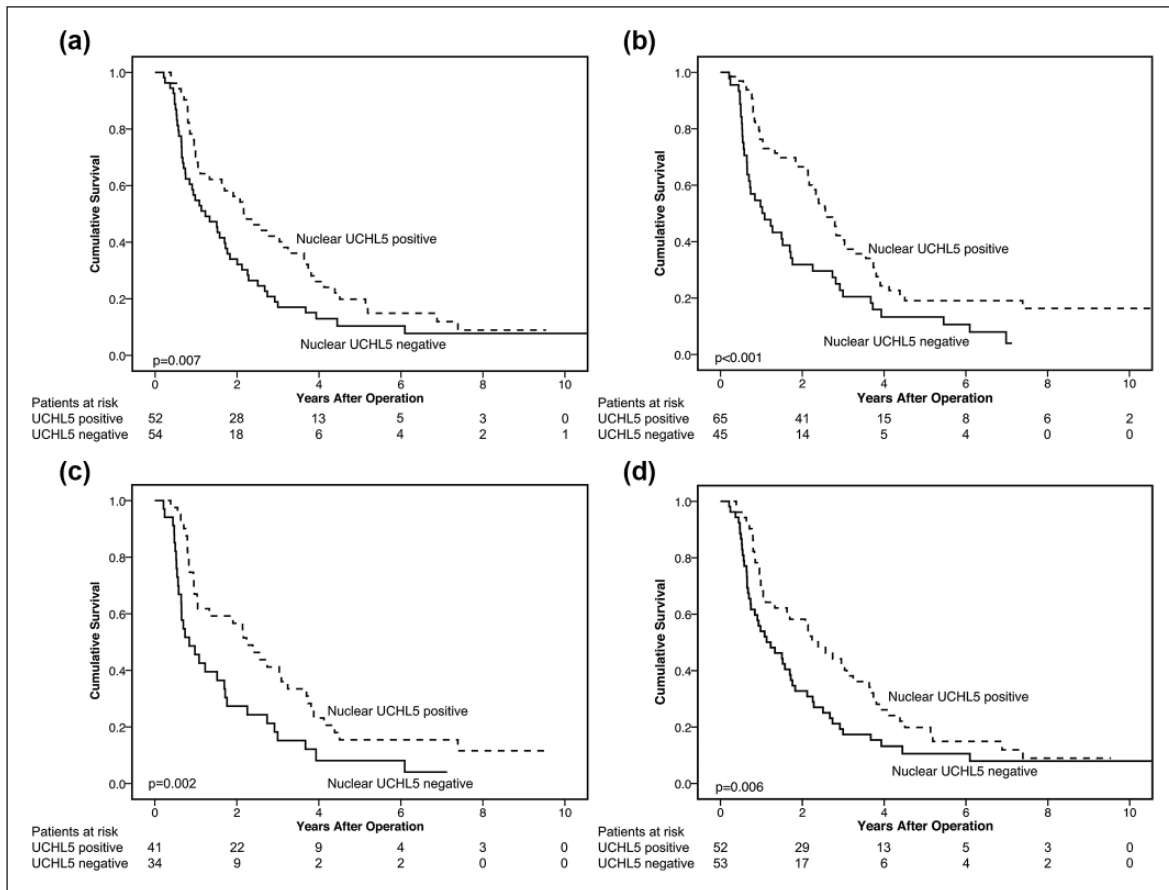 (a)
1.0
0.8
0.6
0.4
0.2
0.0
Cumulative Survival
Nuclear UCHL5 positive
Nuclear UCHL5 negative
p=0.007
0 2 4 6 8 10
Years After Operation
Patients at risk
UCHL5 positive 52 28 13 5 3 0
UCHL5 negative 54 18 6 4 2 1
(b)
1.0
0.8
0.6
0.4
0.2
0.0
Cumulative Survival
Nuclear UCHL5 positive
Nuclear UCHL5 negative
p<0.001
0 2 4 6 8 10
Years After Operation
Patients at risk
UCHL5 positive 65 41 15 8 6 2
UCHL5 negative 45 14 5 4 0 0
(c)
1.0
0.8
0.6
0.4
0.2
0.0
Cumulative Survival
Nuclear UCHL5 positive
Nuclear UCHL5 negative
p=0.002
0 2 4 6 8 10
Years After Operation
Patients at risk
UCHL5 positive 41 22 9 4 3 0
UCHL5 negative 34 9 2 2 0 0
(d)
1.0
0.8
0.6
0.4
0.2
0.0
Cumulative Survival
Nuclear UCHL5 positive
Nuclear UCHL5 negative
p=0.006
0 2 4 6 8 10
Years After Operation
Patients at risk
UCHL5 positive 52 29 13 5 3 0
UCHL5 negative 53 17 6 4 2 0